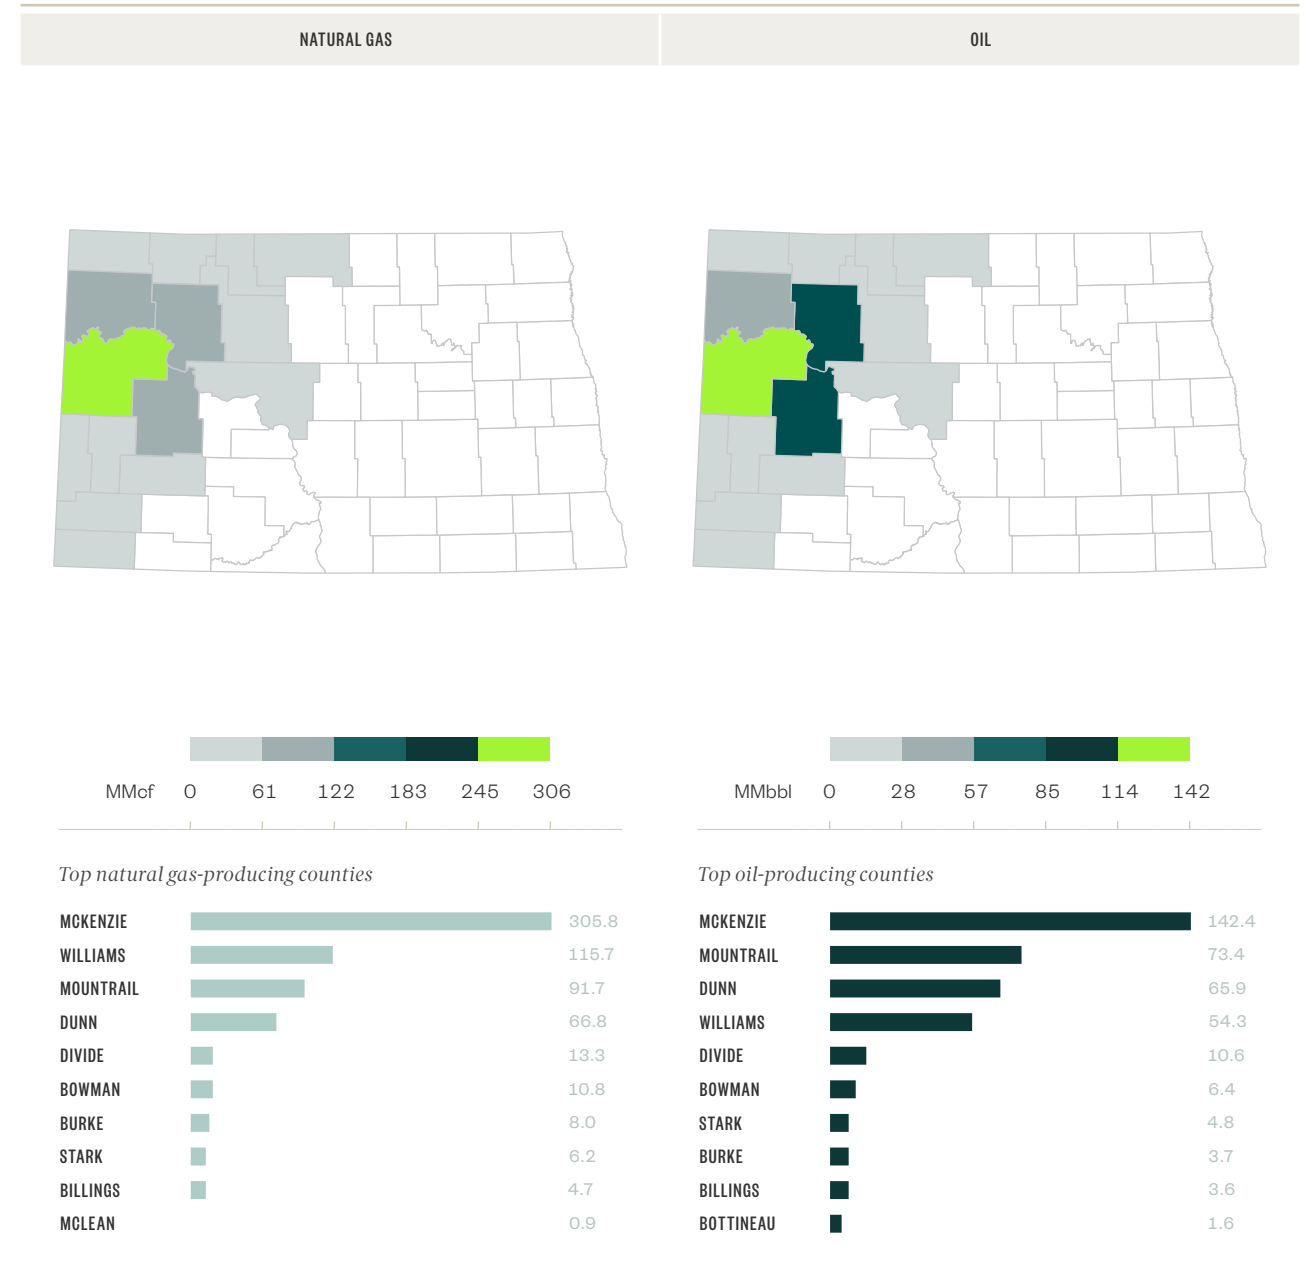 NATURAL GAS
OIL
MMcf 0 61 122 183 245 306
MMbbl 0 28 57 85 114 142
Top natural gas-producing counties
MCKENZIE 305.8
WILLIAMS 115.7
MOUNTRAIL 91.7
DUNN 66.8
DIVIDE 13.3
BOWMAN 10.8
BURKE 8.0
STARK 6.2
BILLINGS 4.7
MCLEAN 0.9
Top oil-producing counties
MCKENZIE 142.4
MOUNTRAIL 73.4
DUNN 65.9
WILLIAMS 54.3
DIVIDE 10.6
BOWMAN 6.4
STARK 4.8
BURKE 3.7
BILLINGS 3.6
BOTTINEAU 1.6